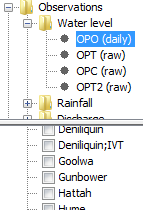 Observations
Water level
OPO (daily)
OPT (raw)
OPC (raw)
OPT2 (raw)
Rainfall
Discharge
Deniliquin
Deniliquin;IVT
Goolwa
Gunbower
Hattah
Hume